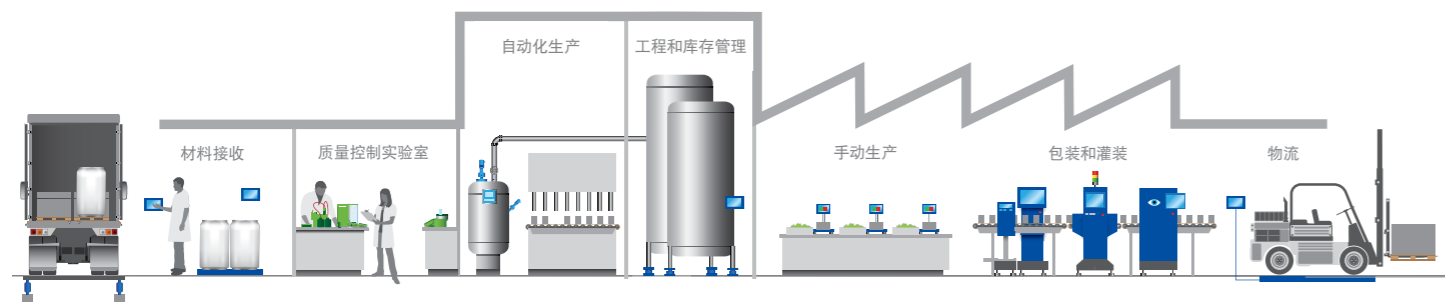 自动化生产
工程和库存管理
材料接收
质量控制实验室
手动生产
包装和灌装
物流